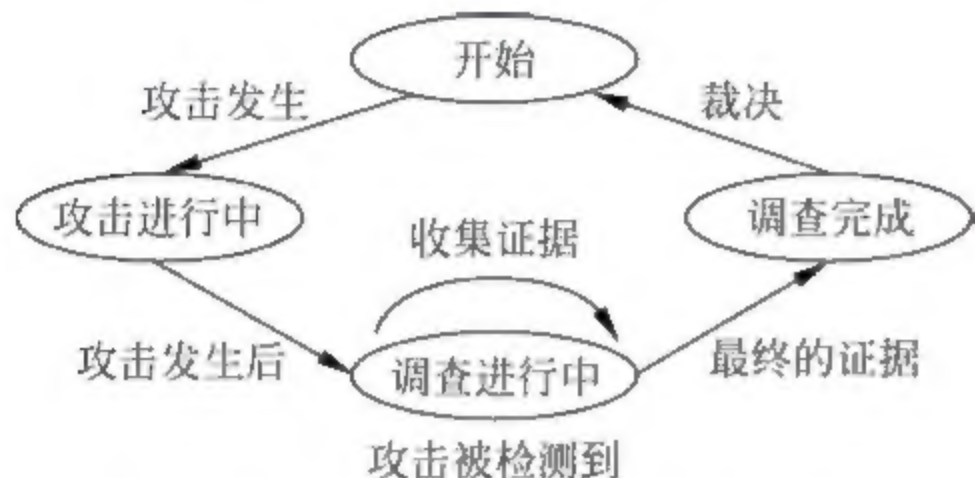 开始
攻击发生
裁决
攻击进行中
收集证据
调查完成
攻击发生后
调查进行中
最终的证据
攻击被检测到